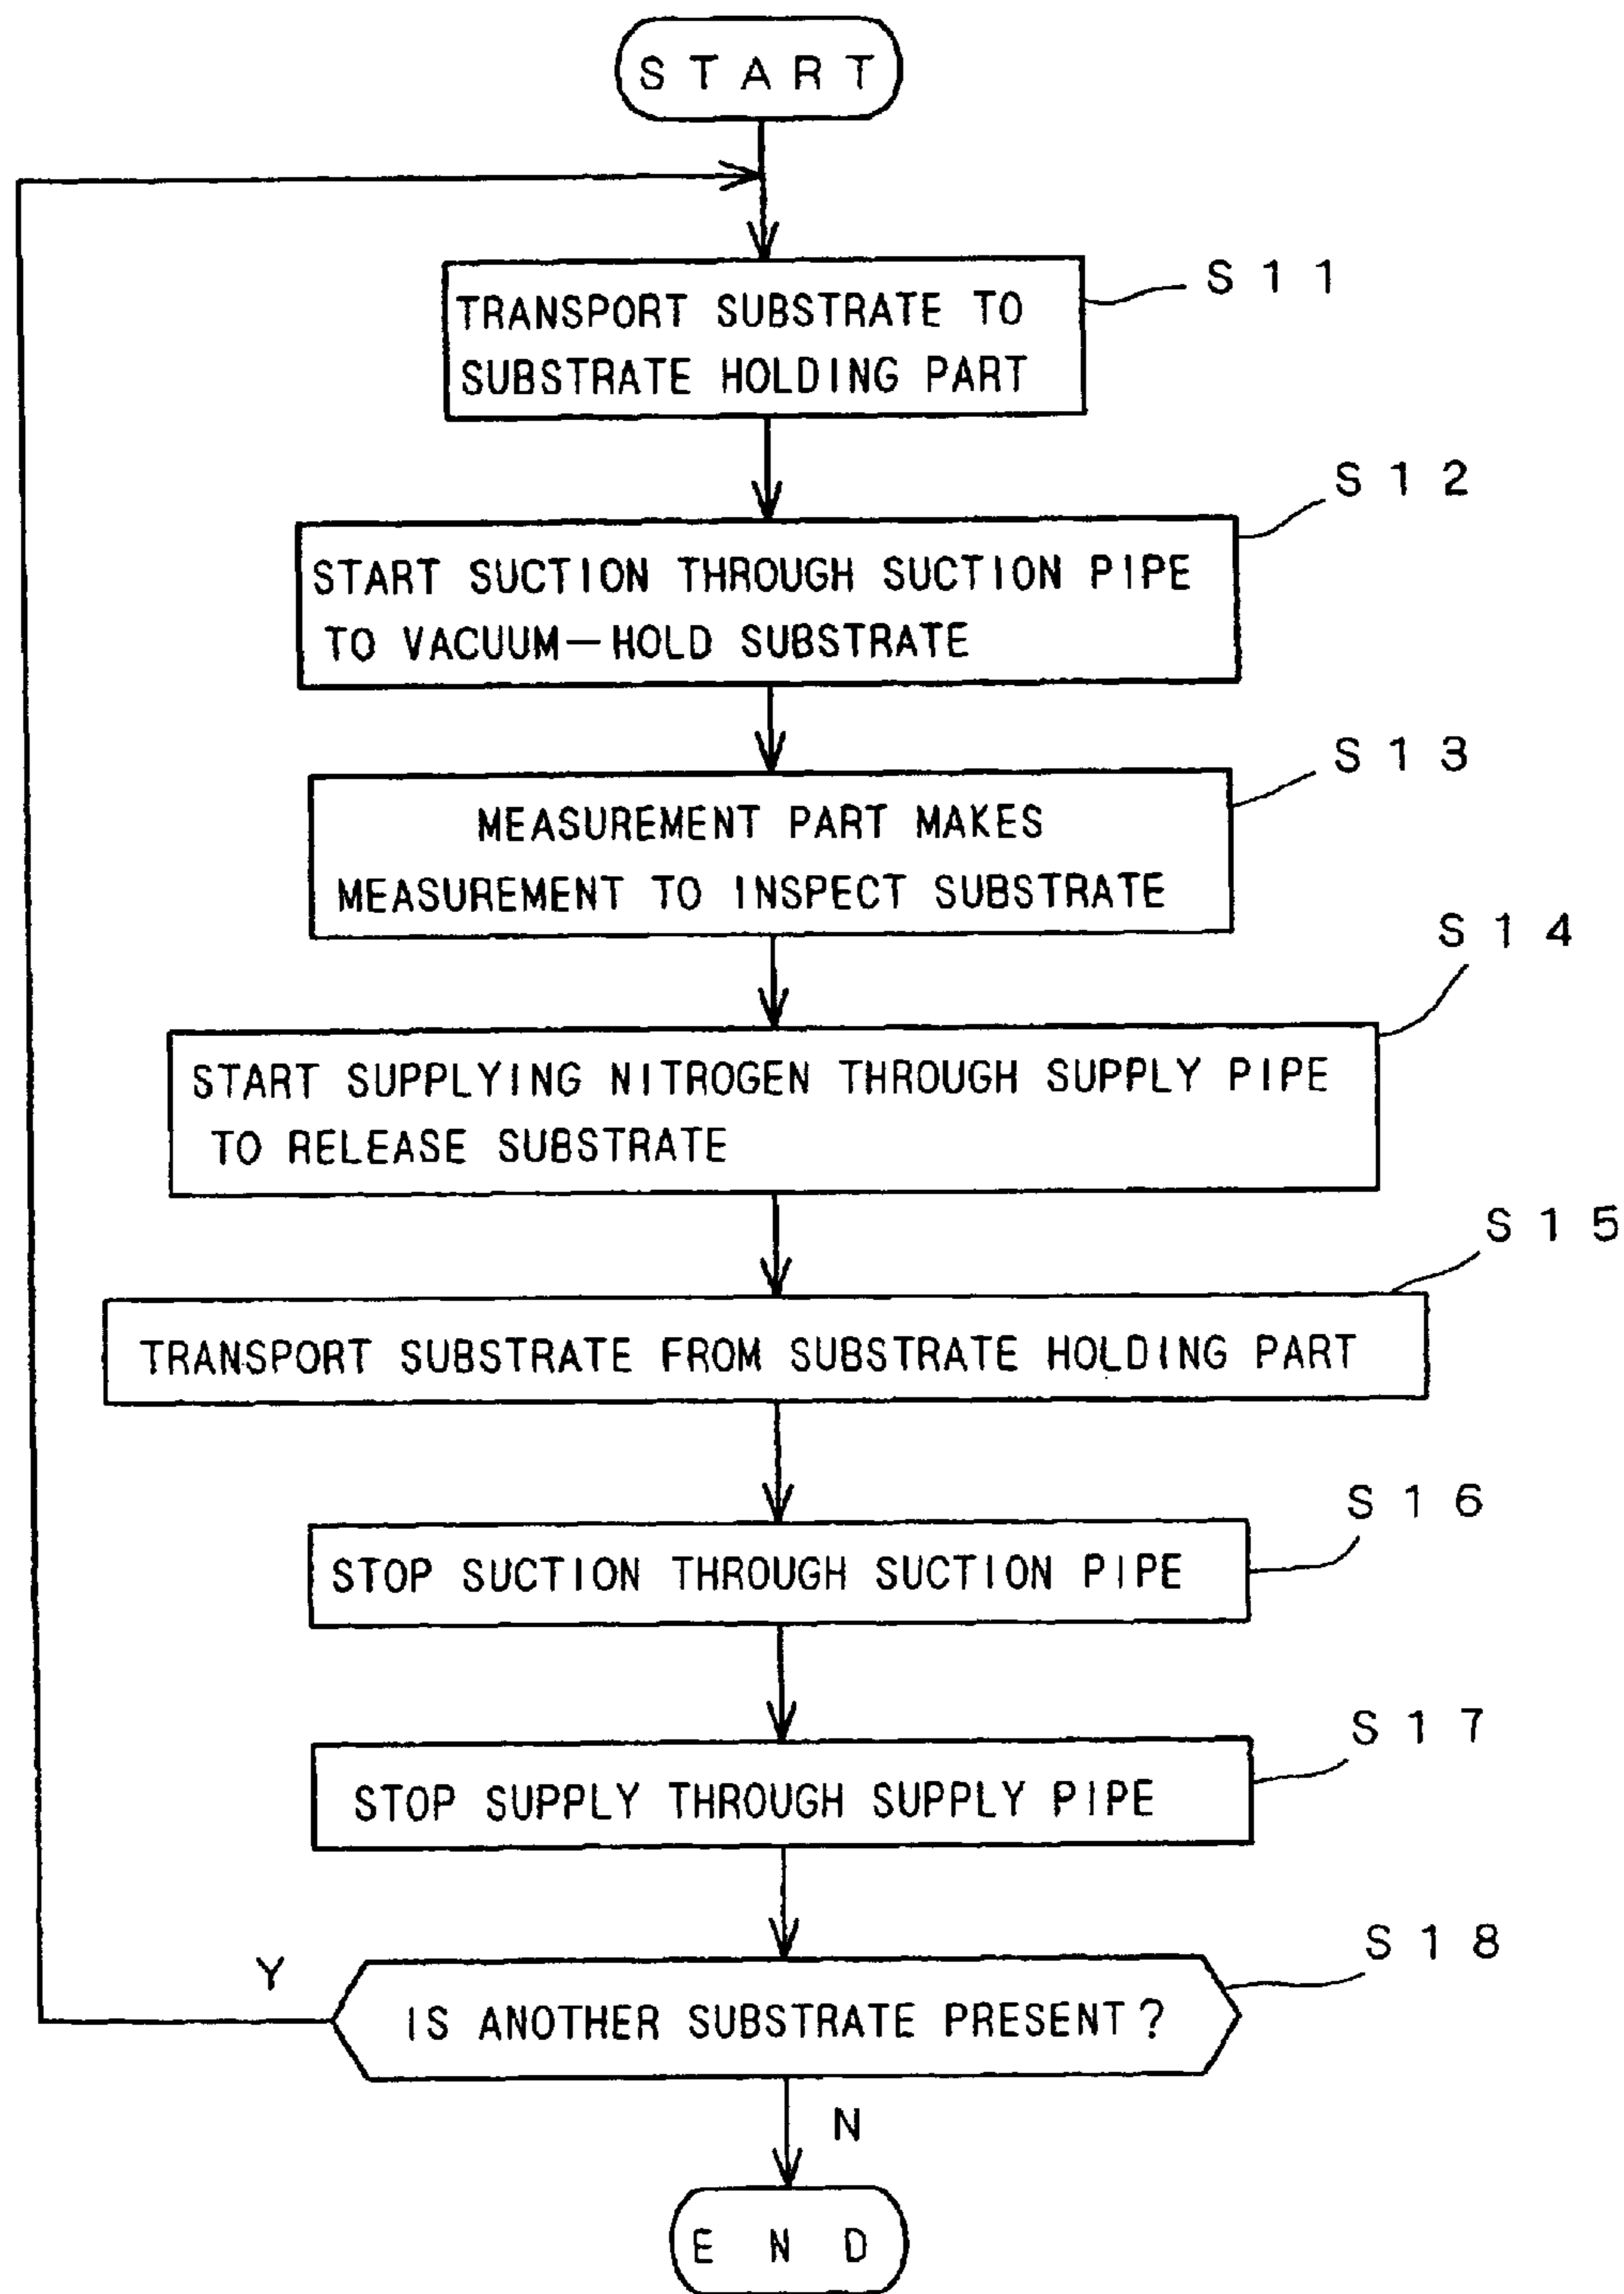 START
S11
TRANSPORT SUBSTRATE TO
SUBSTRATE HOLDING PART
S12
START SUCTION THROUGH SUCTION PIPE
TO VACUUM—HOLD SUBSTRATE
S13
MEASUREMENT PART MAKES
MEASUREMENT TO INSPECT SUBSTRATE
S14
START SUPPLYING NITROGEN THROUGH SUPPLY PIPE
TO RELEASE SUBSTRATE
S15
TRANSPORT SUBSTRATE FROM SUBSTRATE HOLDING PART
S16
STOP SUCTION THROUGH SUCTION PIPE
S17
STOP SUPPLY THROUGH SUPPLY PIPE
S18
Y
IS ANOTHER SUBSTRATE PRESENT?
N
END